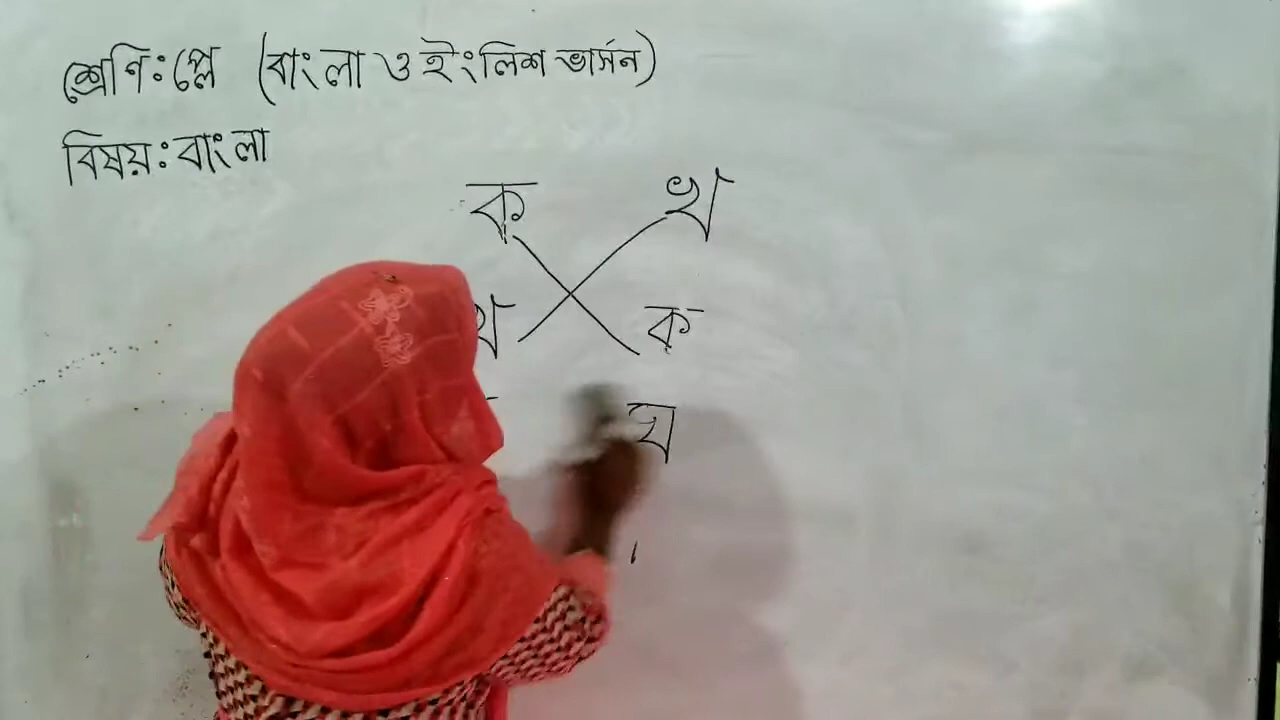 শ্রেণি: প্লে (বাংলা ও ইংলিশ ভার্সন)
বিষয়: বাংলা
ক খ
খ ক
ঘ